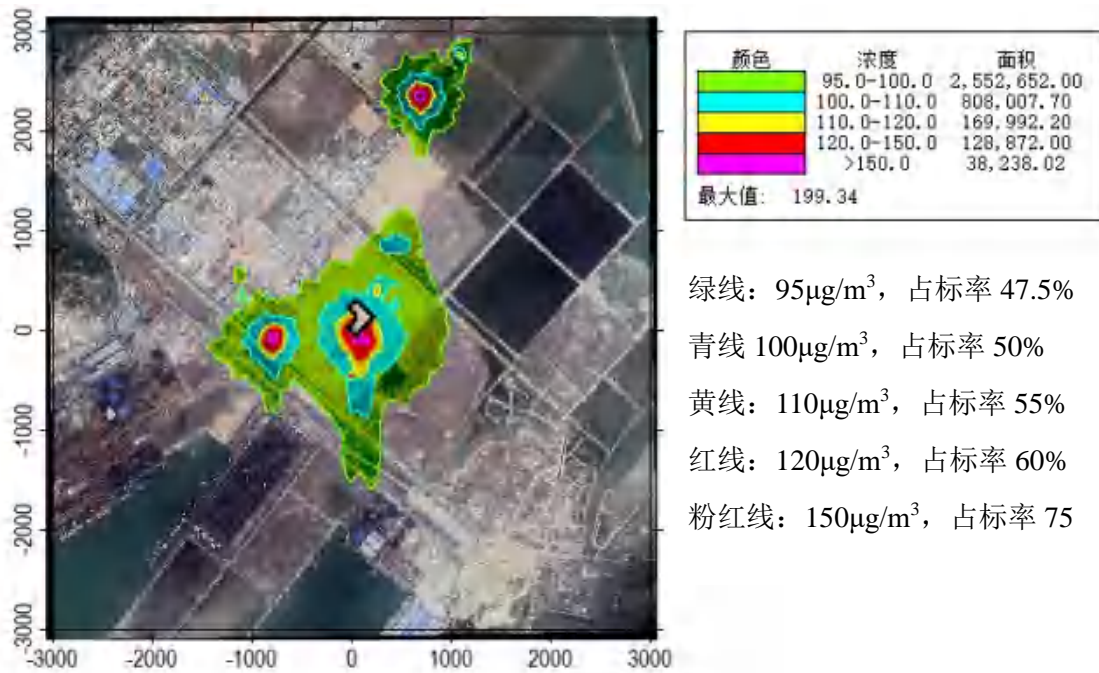 3000
2000
1000
0
-1000
-2000
-3000
-3000 -2000 -1000 0 1000 2000 3000
颜色 浓度 面积
95.0-100.0 2,552,652.00
100.0-110.0 808,007.70
110.0-120.0 169,992.20
120.0-150.0 128,872.00
>150.0 38,238.02
最大值: 199.34
绿线：95μg/m³，占标率 47.5%
青线 100μg/m³，占标率 50%
黄线：110μg/m³，占标率 55%
红线：120μg/m³，占标率 60%
粉红线：150μg/m³，占标率 75